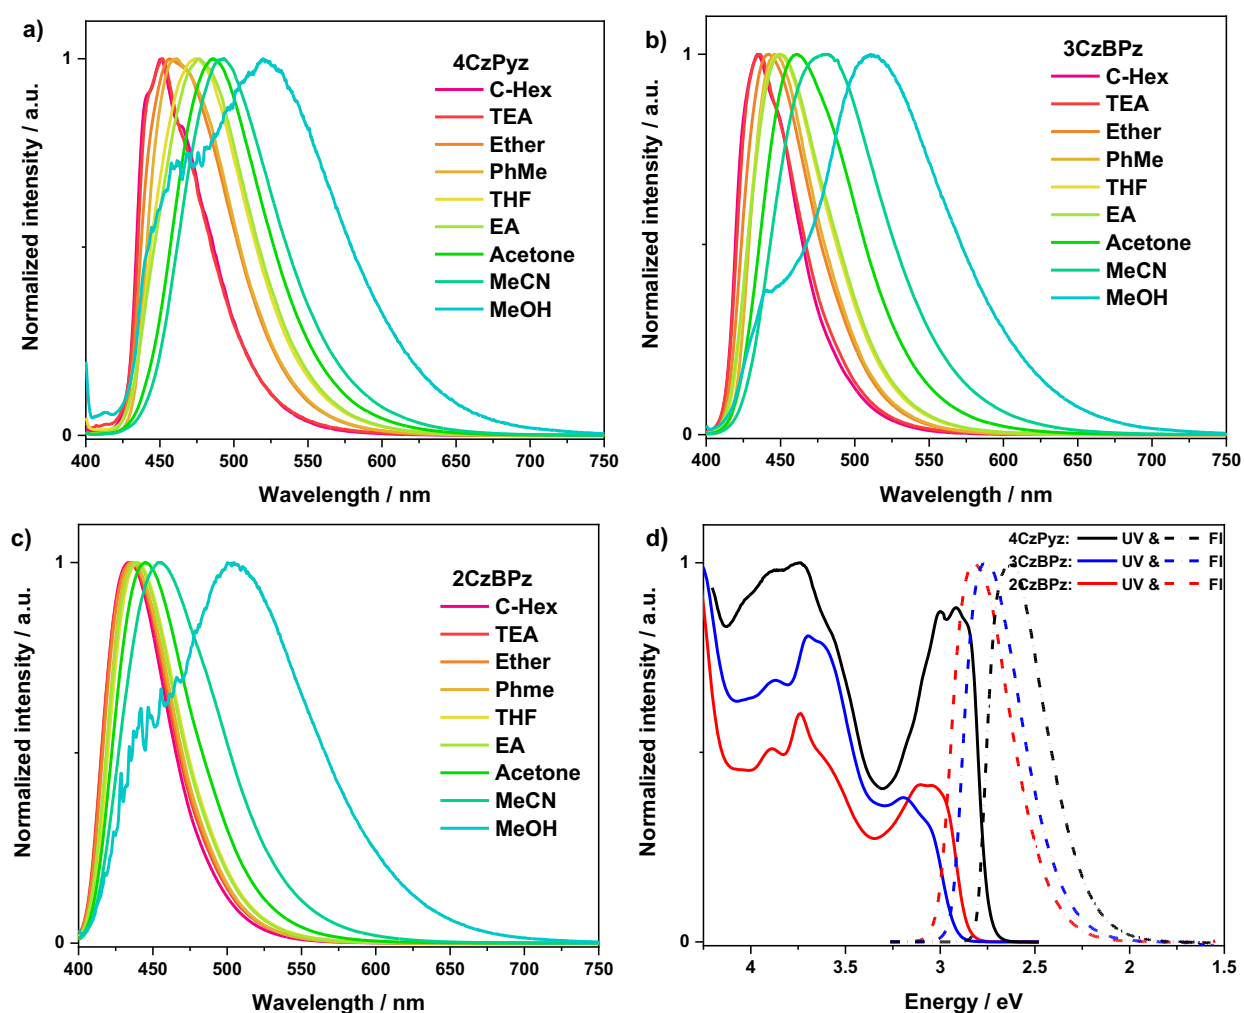 a)
4CzPyz
C-Hex
TEA
Ether
PhMe
THF
EA
Acetone
MeCN
MeOH
Normalized intensity / a.u.
1
0
400 450 500 550 600 650 700 750
Wavelength / nm
b)
3CzBPz
C-Hex
TEA
Ether
PhMe
THF
EA
Acetone
MeCN
MeOH
Normalized intensity / a.u.
1
0
400 450 500 550 600 650 700 750
Wavelength / nm
c)
2CzBPz
C-Hex
TEA
Ether
Phme
THF
EA
Acetone
MeCN
MeOH
Normalized intensity / a.u.
1
0
400 450 500 550 600 650 700 750
Wavelength / nm
d)
4CzPyz: UV & Fl
3CzBPz: UV & Fl
2CzBPz: UV & Fl
Normalized intensity / a.u.
1
0
4 3.5 3 2.5 2 1.5
Energy / eV